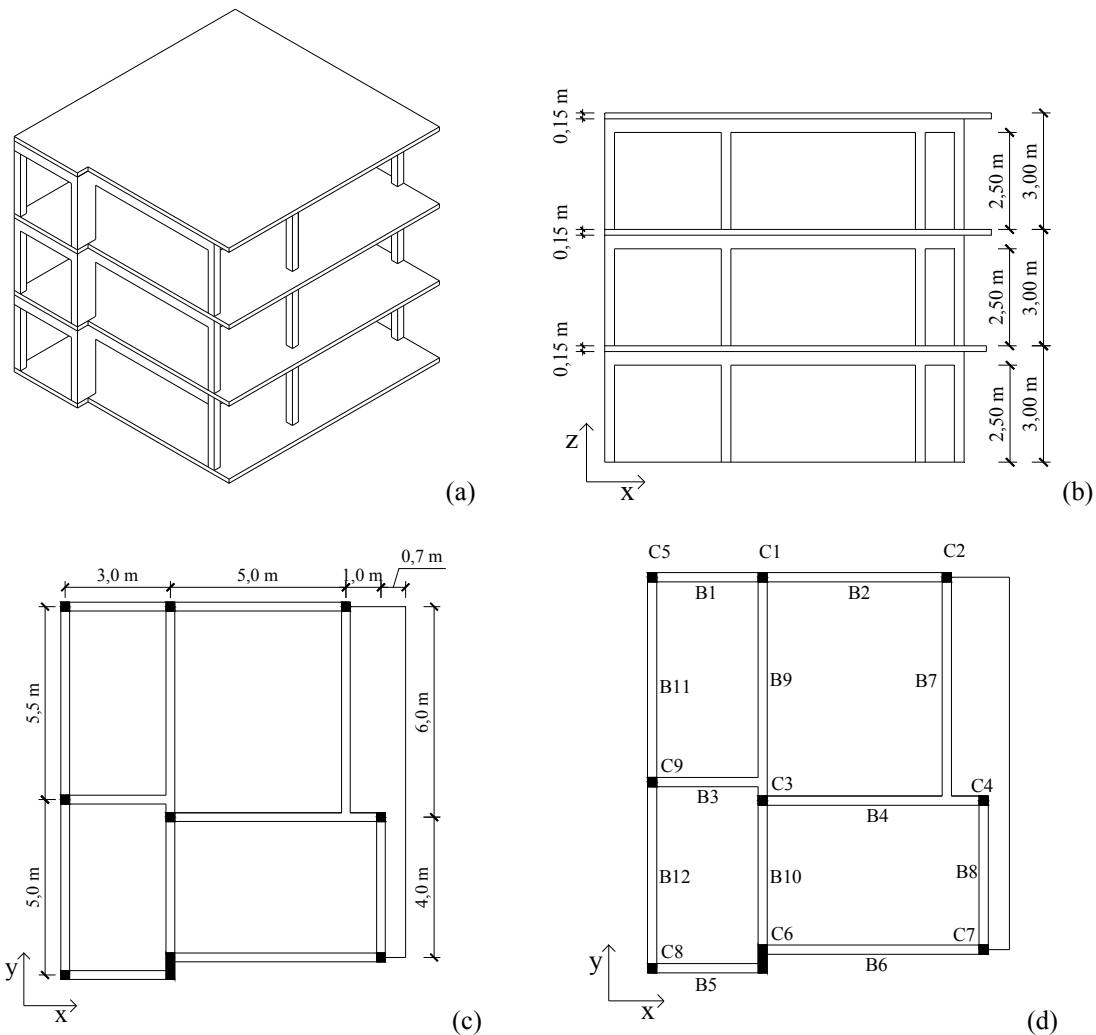 0,15 m
0,15 m
0,15 m
2,50 m
3,00 m
2,50 m
3,00 m
2,50 m
3,00 m
z
x
(a)
(b)
0,7 m
3,0 m
5,0 m
1,0 m
5,5 m
6,0 m
5,0 m
4,0 m
y
x
(c)
C5
C1
C2
B1
B2
B11
B9
B7
C9
C3
C4
B3
B4
B12
B10
B8
C8
C6
C7
B5
B6
y
x
(d)